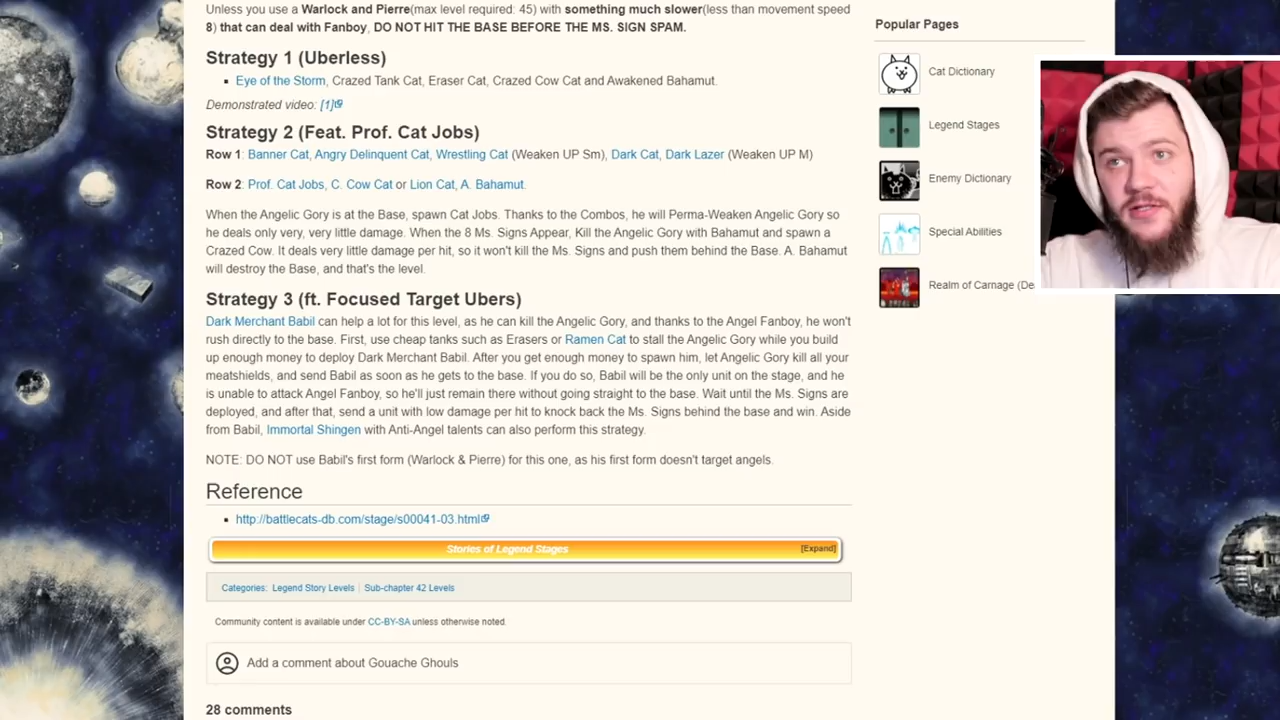 Unless you use a Warlock and Pierre(max level required: 45) with something much slower(less than movement speed
8) that can deal with Fanboy, DO NOT HIT THE BASE BEFORE THE MS. SIGN SPAM.
Strategy 1 (Uberless)
Eye of the Storm, Crazed Tank Cat, Eraser Cat, Crazed Cow Cat and Awakened Bahamut.
Demonstrated video: [1]
Strategy 2 (Feat. Prof. Cat Jobs)
Row 1: Banner Cat, Angry Delinquent Cat, Wrestling Cat (Weaken UP Sm), Dark Cat, Dark Lazer (Weaken UP M)
Row 2: Prof. Cat Jobs, C. Cow Cat or Lion Cat, A. Bahamut.
When the Angelic Gory is at the Base, spawn Cat Jobs. Thanks to the Combos, he will Perma-Weaken Angelic Gory so
he deals only very, very little damage. When the 8 Ms. Signs Appear, Kill the Angelic Gory with Bahamut and spawn a
Crazed Cow. It deals very little damage per hit, so it won't kill the Ms. Signs and push them behind the Base. A. Bahamut
will destroy the Base, and that's the level.
Strategy 3 (ft. Focused Target Ubers)
Dark Merchant Babil can help a lot for this level, as he can kill the Angelic Gory, and thanks to the Angel Fanboy, he won't
rush directly to the base. First, use cheap tanks such as Erasers or Ramen Cat to stall the Angelic Gory while you build
up enough money to deploy Dark Merchant Babil. After you get enough money to spawn him, let Angelic Gory kill all your
meatshields, and send Babil as soon as he gets to the base. If you do so, Babil will be the only unit on the stage, and he
is unable to attack Angel Fanboy, so he'll just remain there without going straight to the base. Wait until the Ms. Signs are
deployed, and after that, send a unit with low damage per hit to knock back the Ms. Signs behind the base and win. Aside
from Babil, Immortal Shingen with Anti-Angel talents can also perform this strategy.
NOTE: DO NOT use Babil's first form (Warlock & Pierre) for this one, as his first form doesn't target angels.
Reference
http://battlecats-db.com/stage/s00041-03.html
Stories of Legend Stages
[Expand]
Categories: Legend Story Levels | Sub-chapter 42 Levels
Community content is available under CC-BY-SA unless otherwise noted.
Add a comment about Gouache Ghouls
28 comments
Popular Pages
Cat Dictionary
Legend Stages
Enemy Dictionary
Special Abilities
Realm of Carnage (De